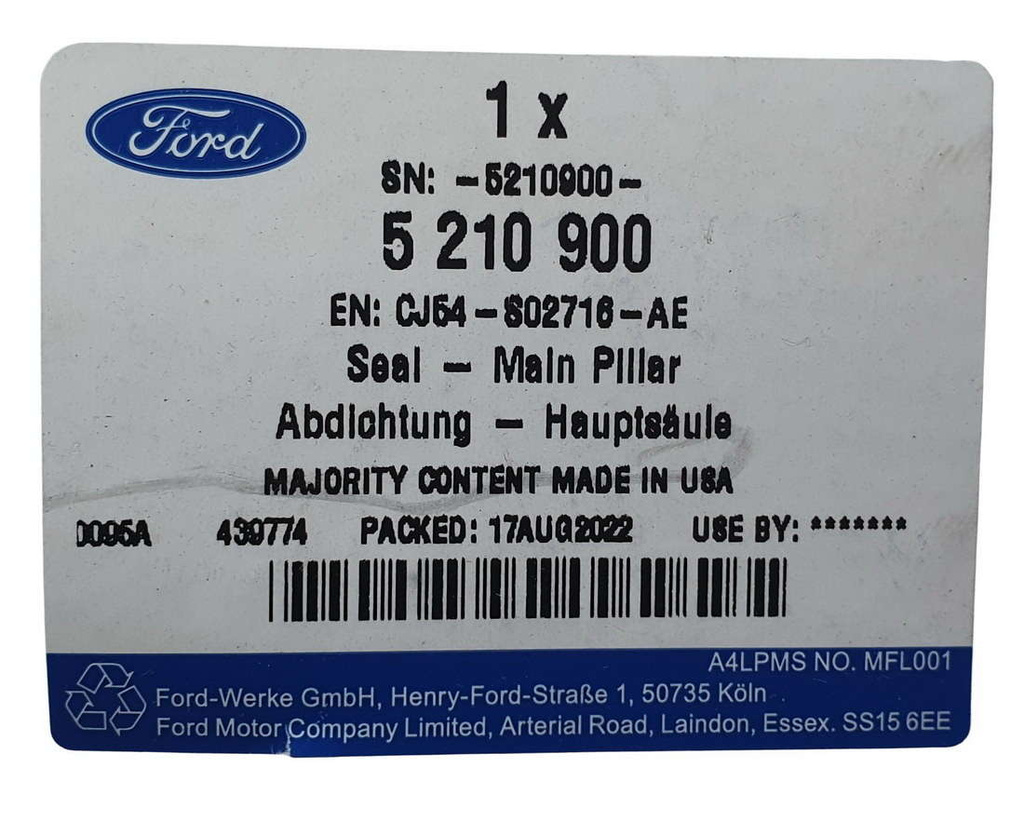 Ford
1 x
SN: -5210900-
5 210 900
EN: CJ54-S02716-AE
Seal - Main Pillar
Abdichtung - Hauptsäule
MAJORITY CONTENT MADE IN USA
0095A 439774 PACKED: 17AUG2022 USE BY: *******
A4LPMS NO. MFL001
Ford-Werke GmbH, Henry-Ford-Straße 1, 50735 Köln
Ford Motor Company Limited, Arterial Road, Laindon, Essex. SS15 6EE